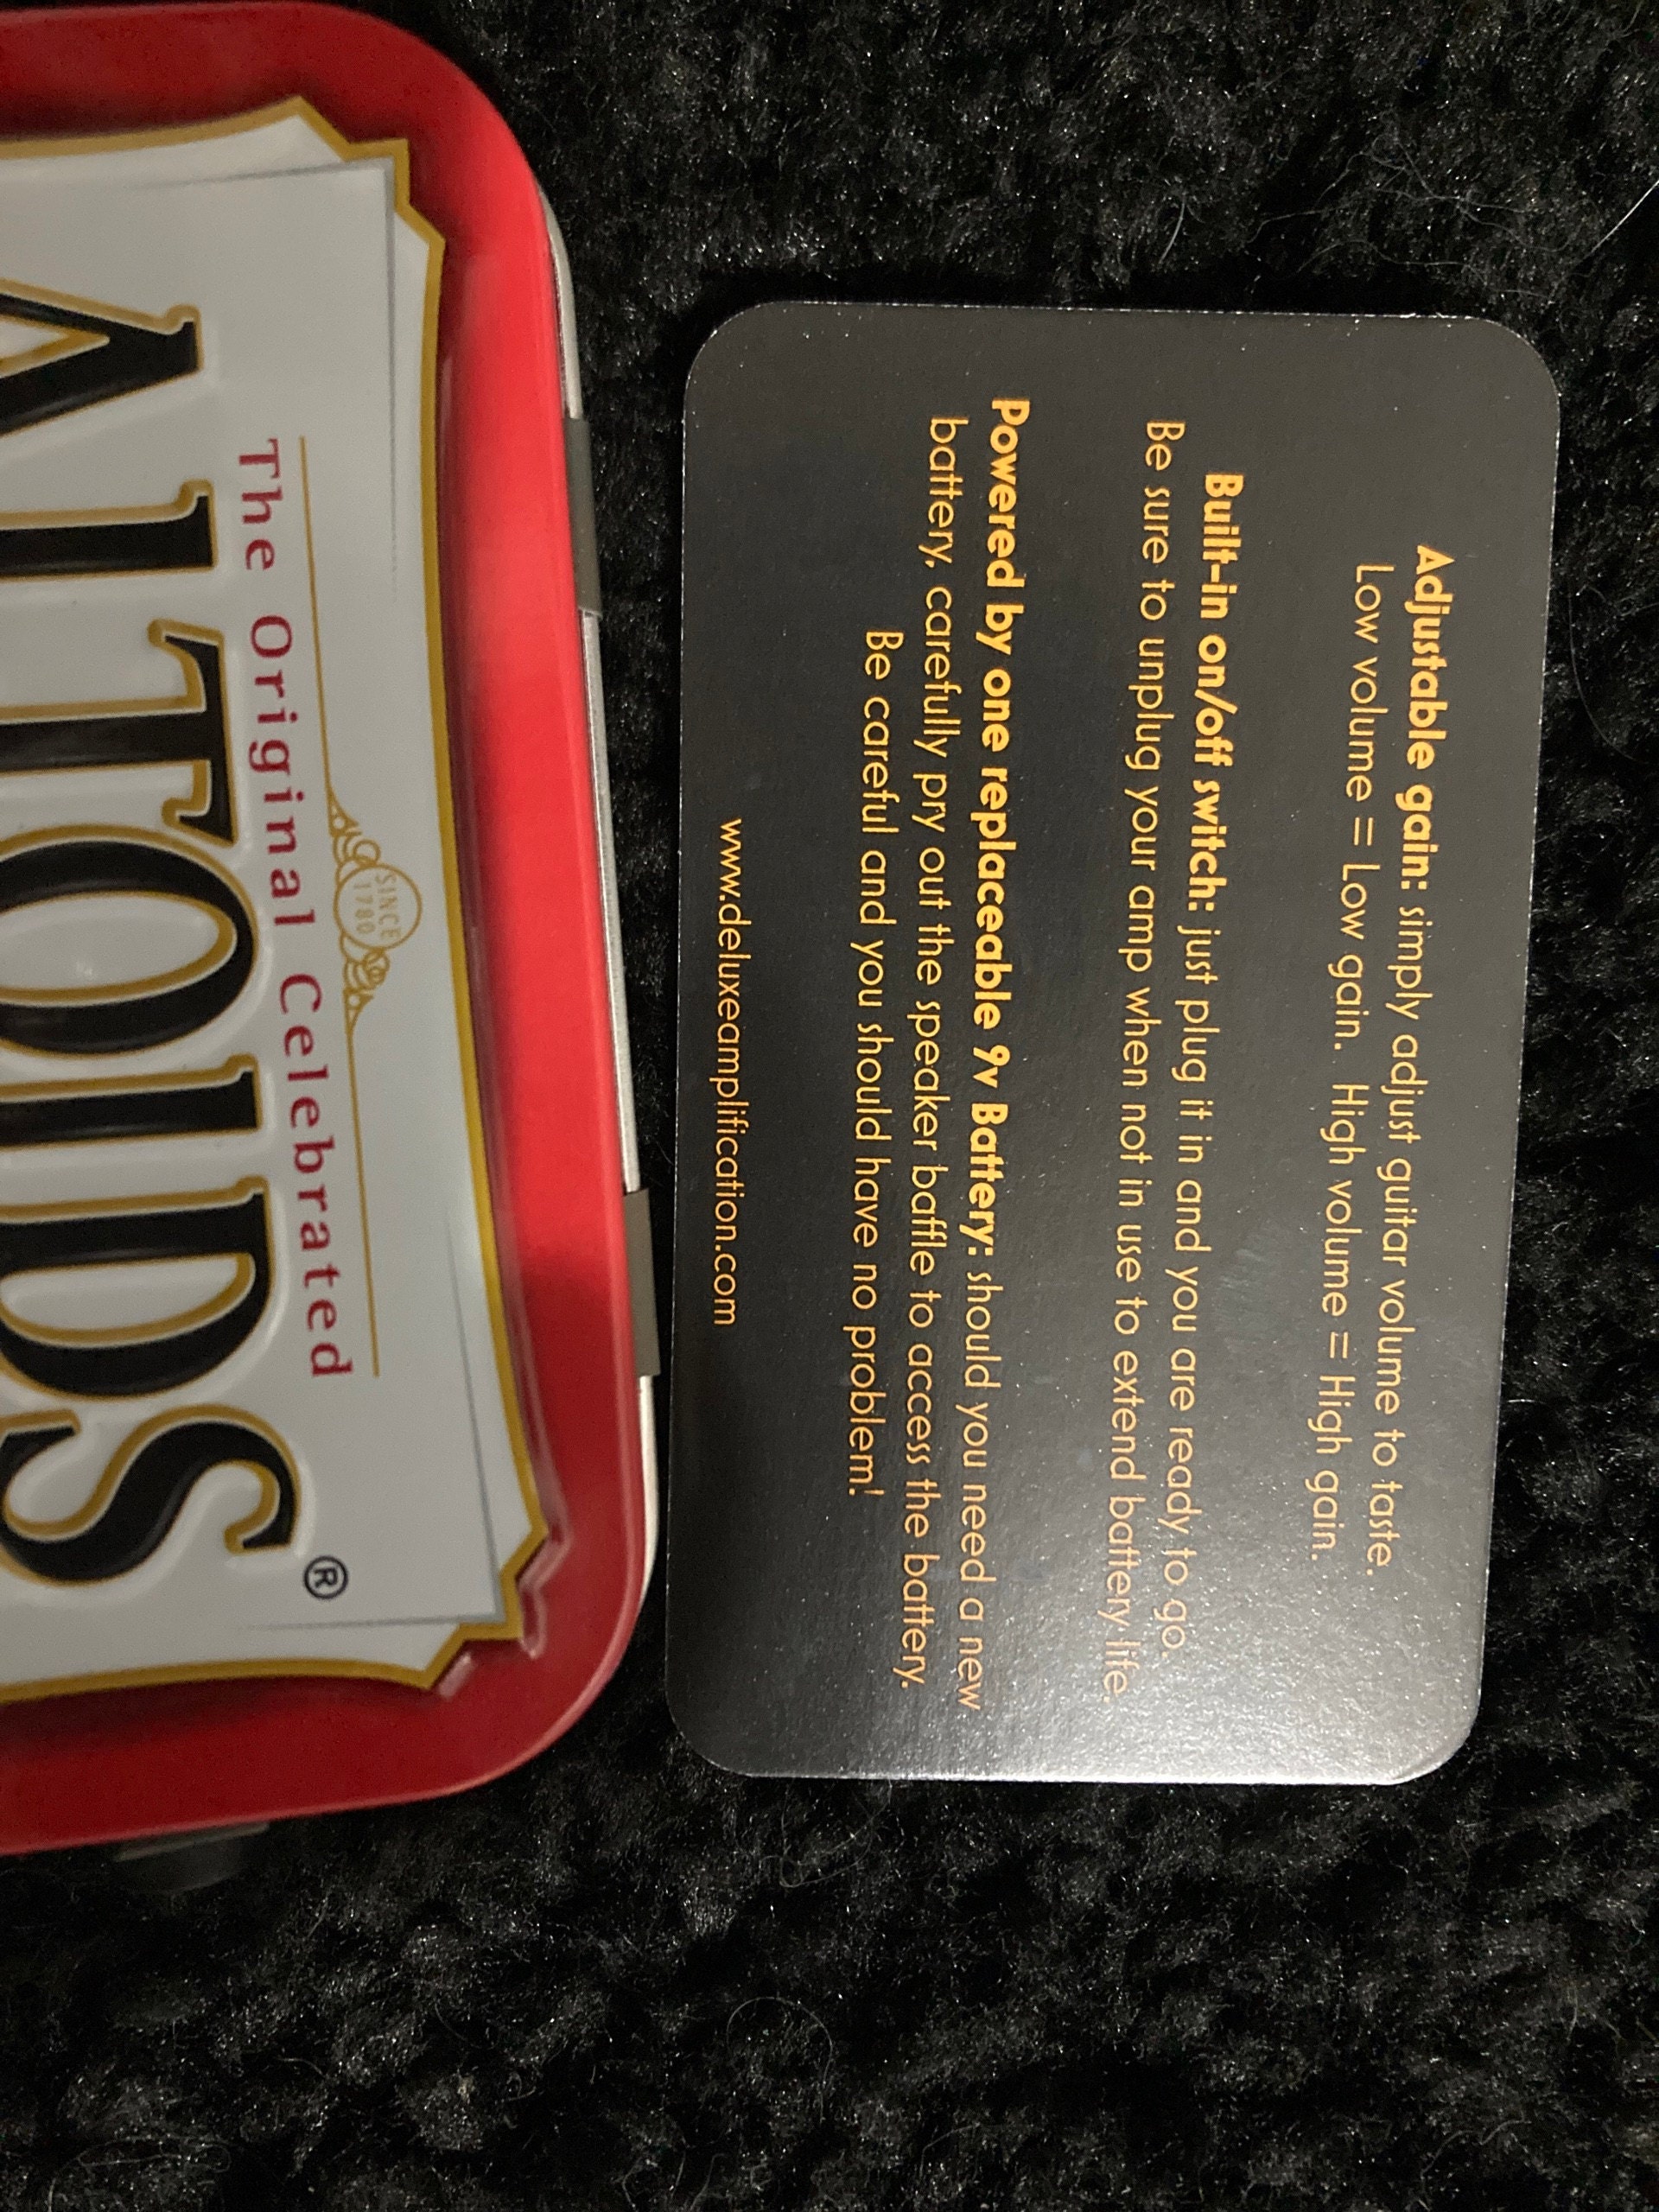 Adjustable gain: simply adjust guitar volume to taste.
Low volume = Low gain. High volume = High gain.
Built-in on/off switch: just plug it in and you are ready to go.
Be sure to unplug your amp when not in use to extend battery life.
Powered by one replaceable 9v Battery: should you need a new
battery, carefully pry out the speaker baffle to access the battery.
Be careful and you should have no problem!
www.deluxeamplification.com
SINCE
1780
The Original Celebrated
ALTOIDS®